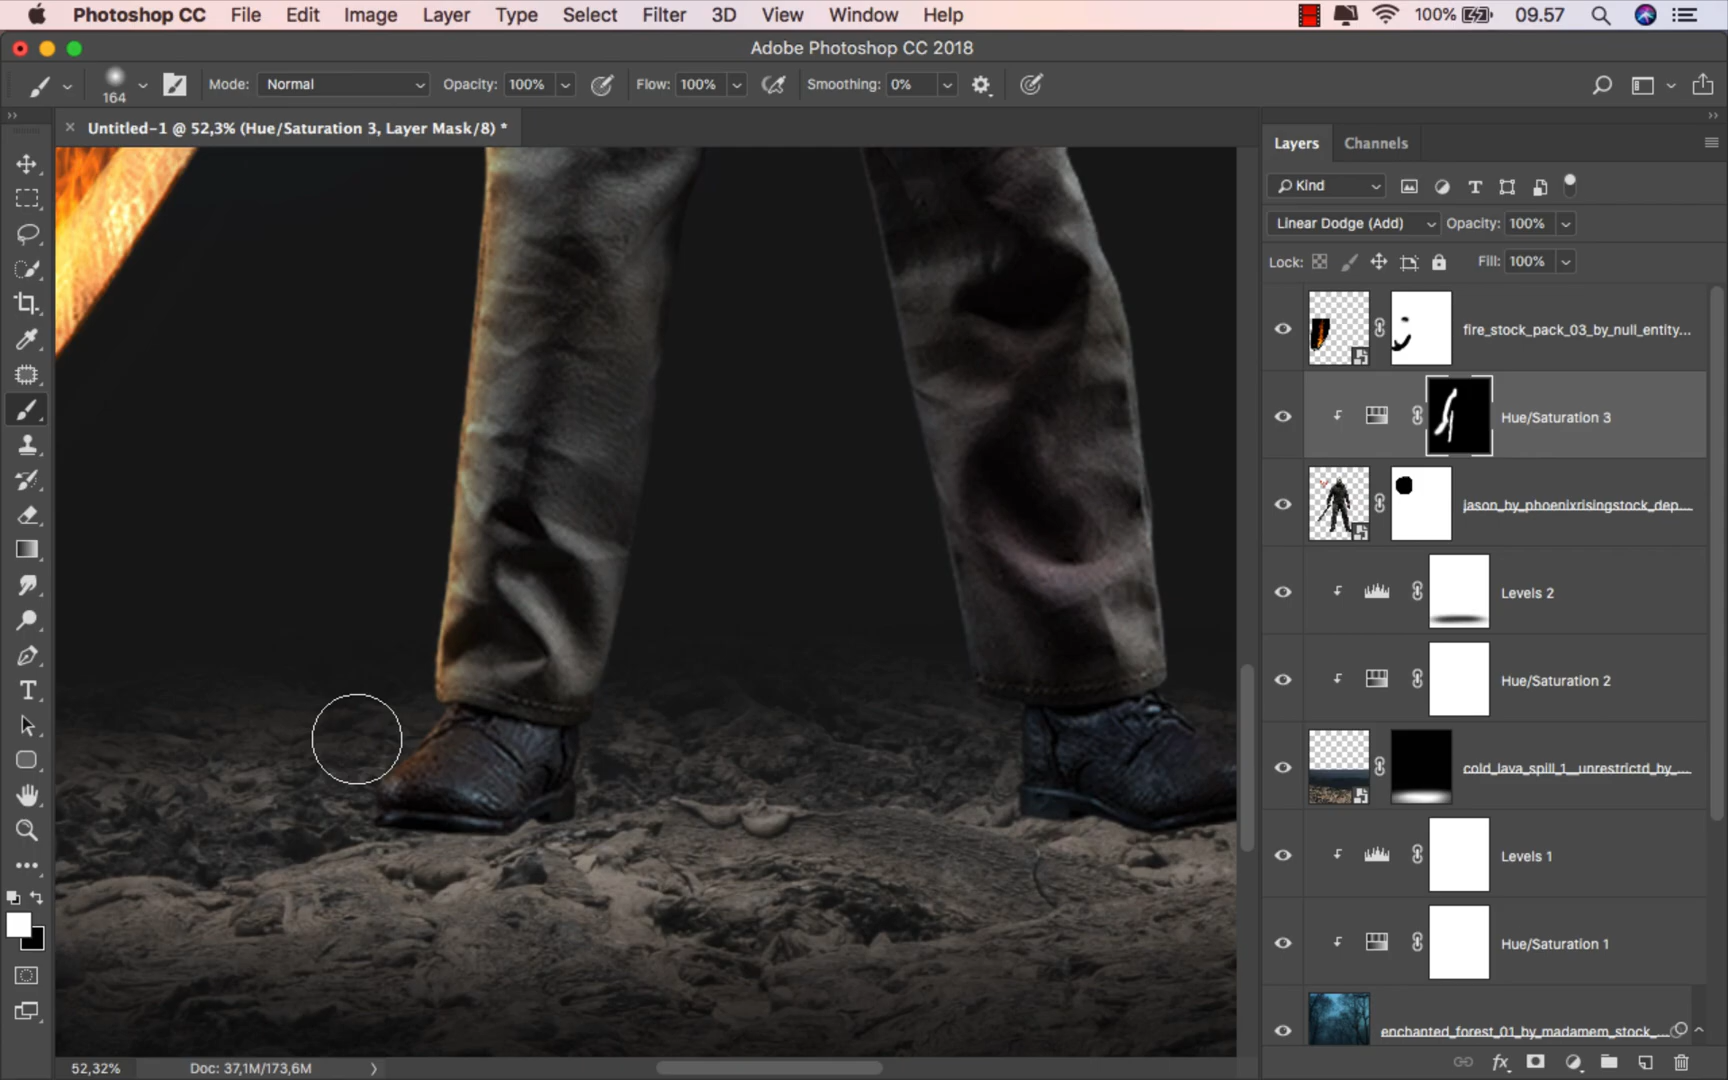 Photoshop CC File Edit Image Layer Type Select Filter 3D View Window Help 100% 09.57
Adobe Photoshop CC 2018
164 Mode: Normal Opacity: 100% Flow: 100% Smoothing: 0%
Untitled-1 @ 52,3% (Hue/Saturation 3, Layer Mask/8) *
Layers Channels
Kind
Linear Dodge (Add) Opacity: 100%
Lock: Fill: 100%
fire_stock_pack_03_by_null_entity...
Hue/Saturation 3
jason_by_phoenixrisingstock_dep...
Levels 2
Hue/Saturation 2
cold_lava_spill_1__unrestrictd_by_...
Levels 1
Hue/Saturation 1
enchanted_forest_01_by_madamem_stock_...
52,32% Doc: 37,1M/173,6M